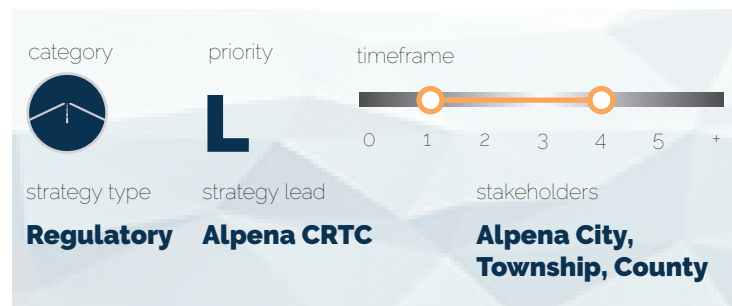 category
priority
timeframe
L
0 1 2 3 4 5 +
strategy type
strategy lead
stakeholders
Regulatory
Alpena CRTC
Alpena City,
Township, County